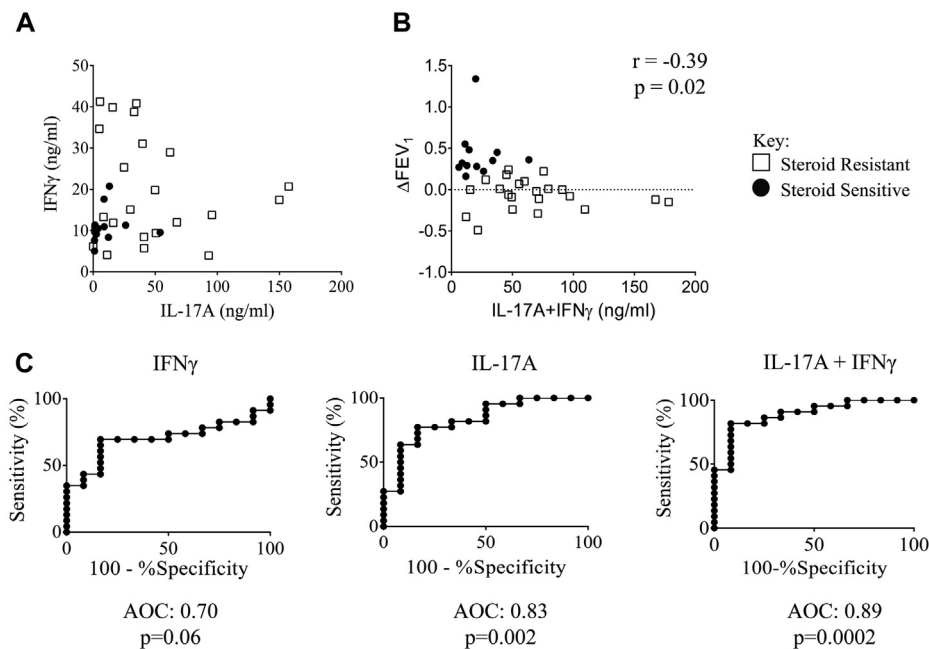 A
B
50
40
30
20
10
0
IFNγ (ng/ml)
0
50
100
150
200
IL-17A (ng/ml)
1.5
1.0
0.5
0.0
-0.5
-1.0
ΔFEV1
r = -0.39
p = 0.02
0
50
100
150
200
IL-17A+IFNγ (ng/ml)
Key:
Steroid Resistant
Steroid Sensitive
C
IFNγ
100
50
0
Sensitivity (%)
0
50
100
100 - %Specificity
AOC: 0.70
p=0.06
IL-17A
100
50
0
Sensitivity (%)
0
50
100
100 - %Specificity
AOC: 0.83
p=0.002
IL-17A + IFNγ
100
50
0
Sensitivity (%)
0
50
100
100-%Specificity
AOC: 0.89
p=0.0002